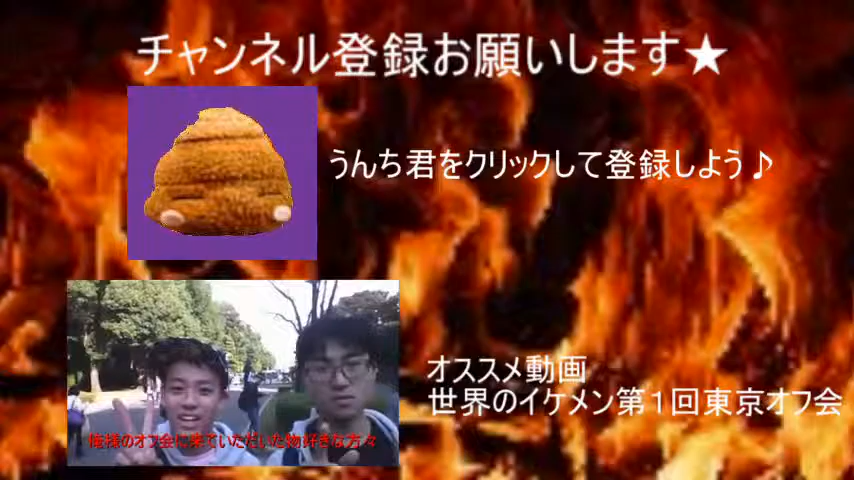 チャンネル登録お願いします★
うんち君をクリックして登録しよう♪
オススメ動画
世界のイケメン第1回東京オフ会
俺様のオフ会に来ていただいた物好きな方々